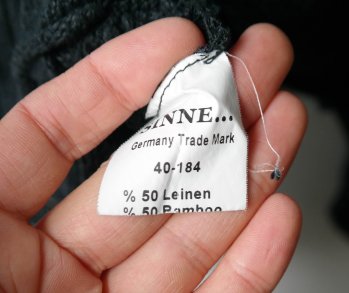 SINNE...
Germany Trade Mark
40-184
% 50 Leinen
% 50 Bamboo